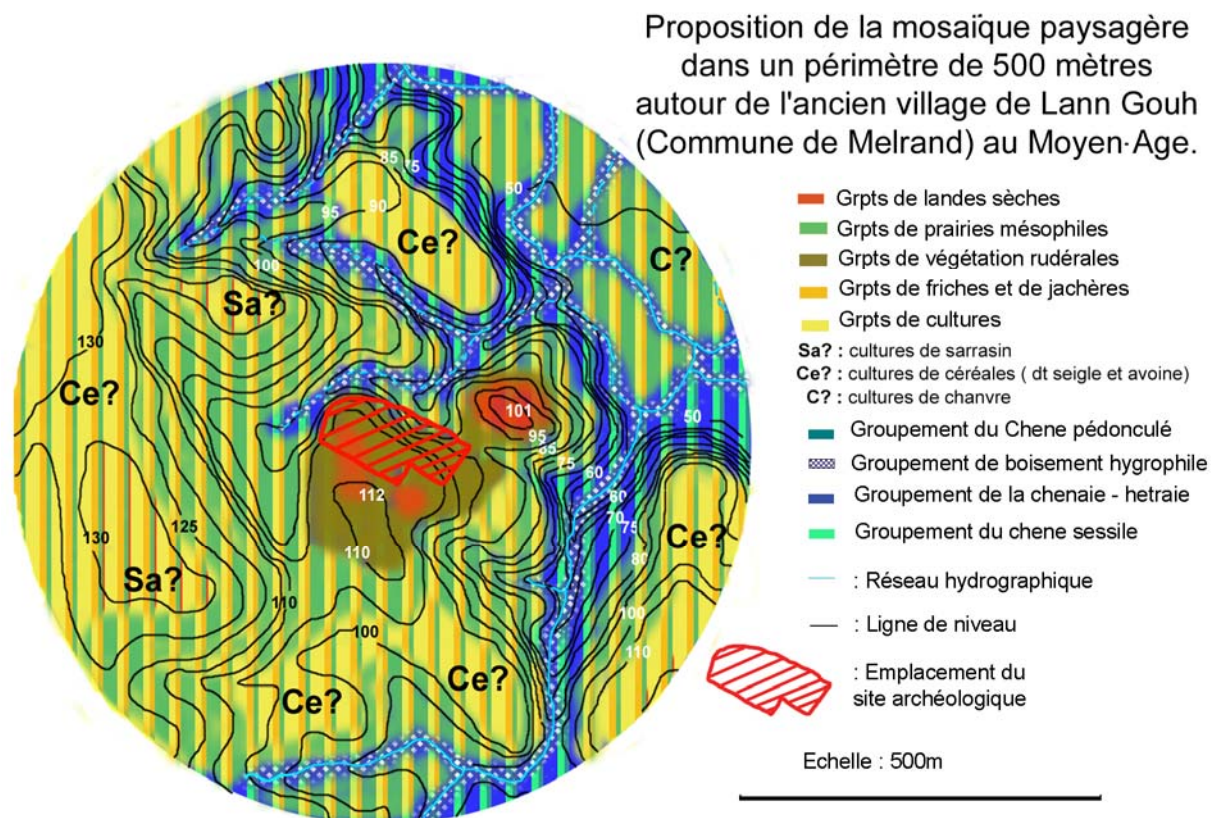 Proposition de la mosaïque paysagère
dans un périmètre de 500 mètres
autour de l'ancien village de Lann Gouh
(Commune de Melrand) au Moyen-Age.
Grpts de landes sèches
Grpts de prairies mésophiles
Grpts de végétation rudérales
Grpts de friches et de jachères
Grpts de cultures
Sa? : cultures de sarrasin
Ce? : cultures de céréales ( dt seigle et avoine)
C? : cultures de chanvre
Groupement du Chene pédonculé
Groupement de boisement hygrophile
Groupement de la chenaie - hetraie
Groupement du chene sessile
: Réseau hydrographique
: Ligne de niveau
: Emplacement du
site archéologique
Echelle : 500m
85
75
50
95
90
Ce?
C?
100
Sa?
130
Ce?
101
50
95
85
75
60
60
70
75
112
130
125
110
Ce?
Sa?
80
110
100
100
110
Ce?
Ce?